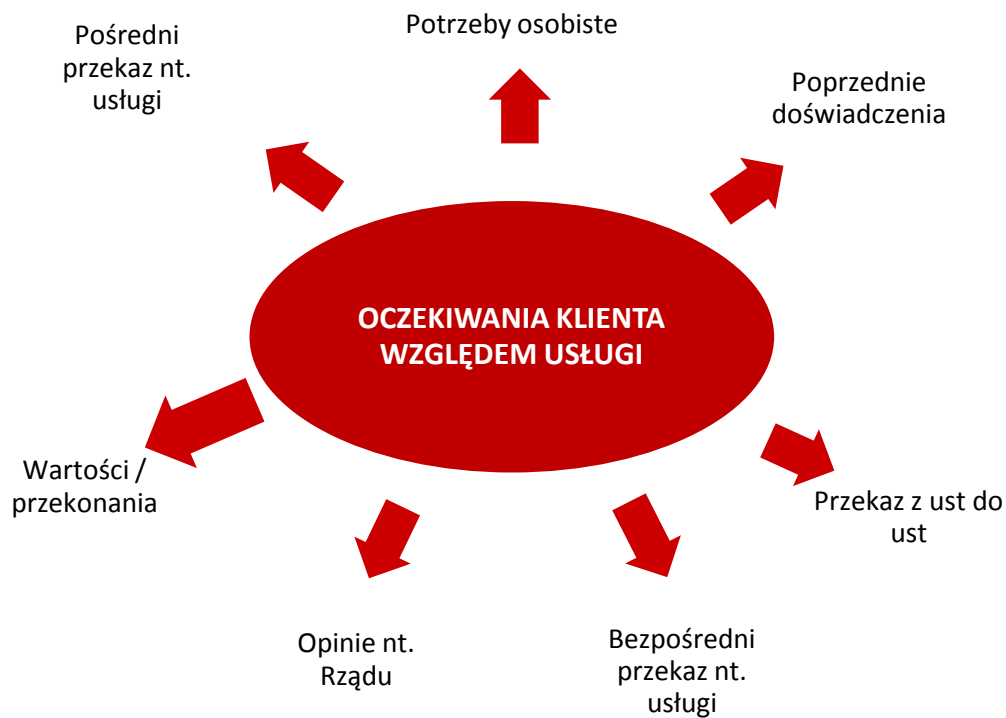 Potrzeby osobiste
Pośredni
przekaz nt.
usługi
Poprzednie
doświadczenia
OCZEKIWANIA KLIENTA
WZGLĘDEM USŁUGI
Wartości /
przekonania
Przekaz z ust do
ust
Opinie nt.
Rządu
Bezpośredni
przekaz nt.
usługi